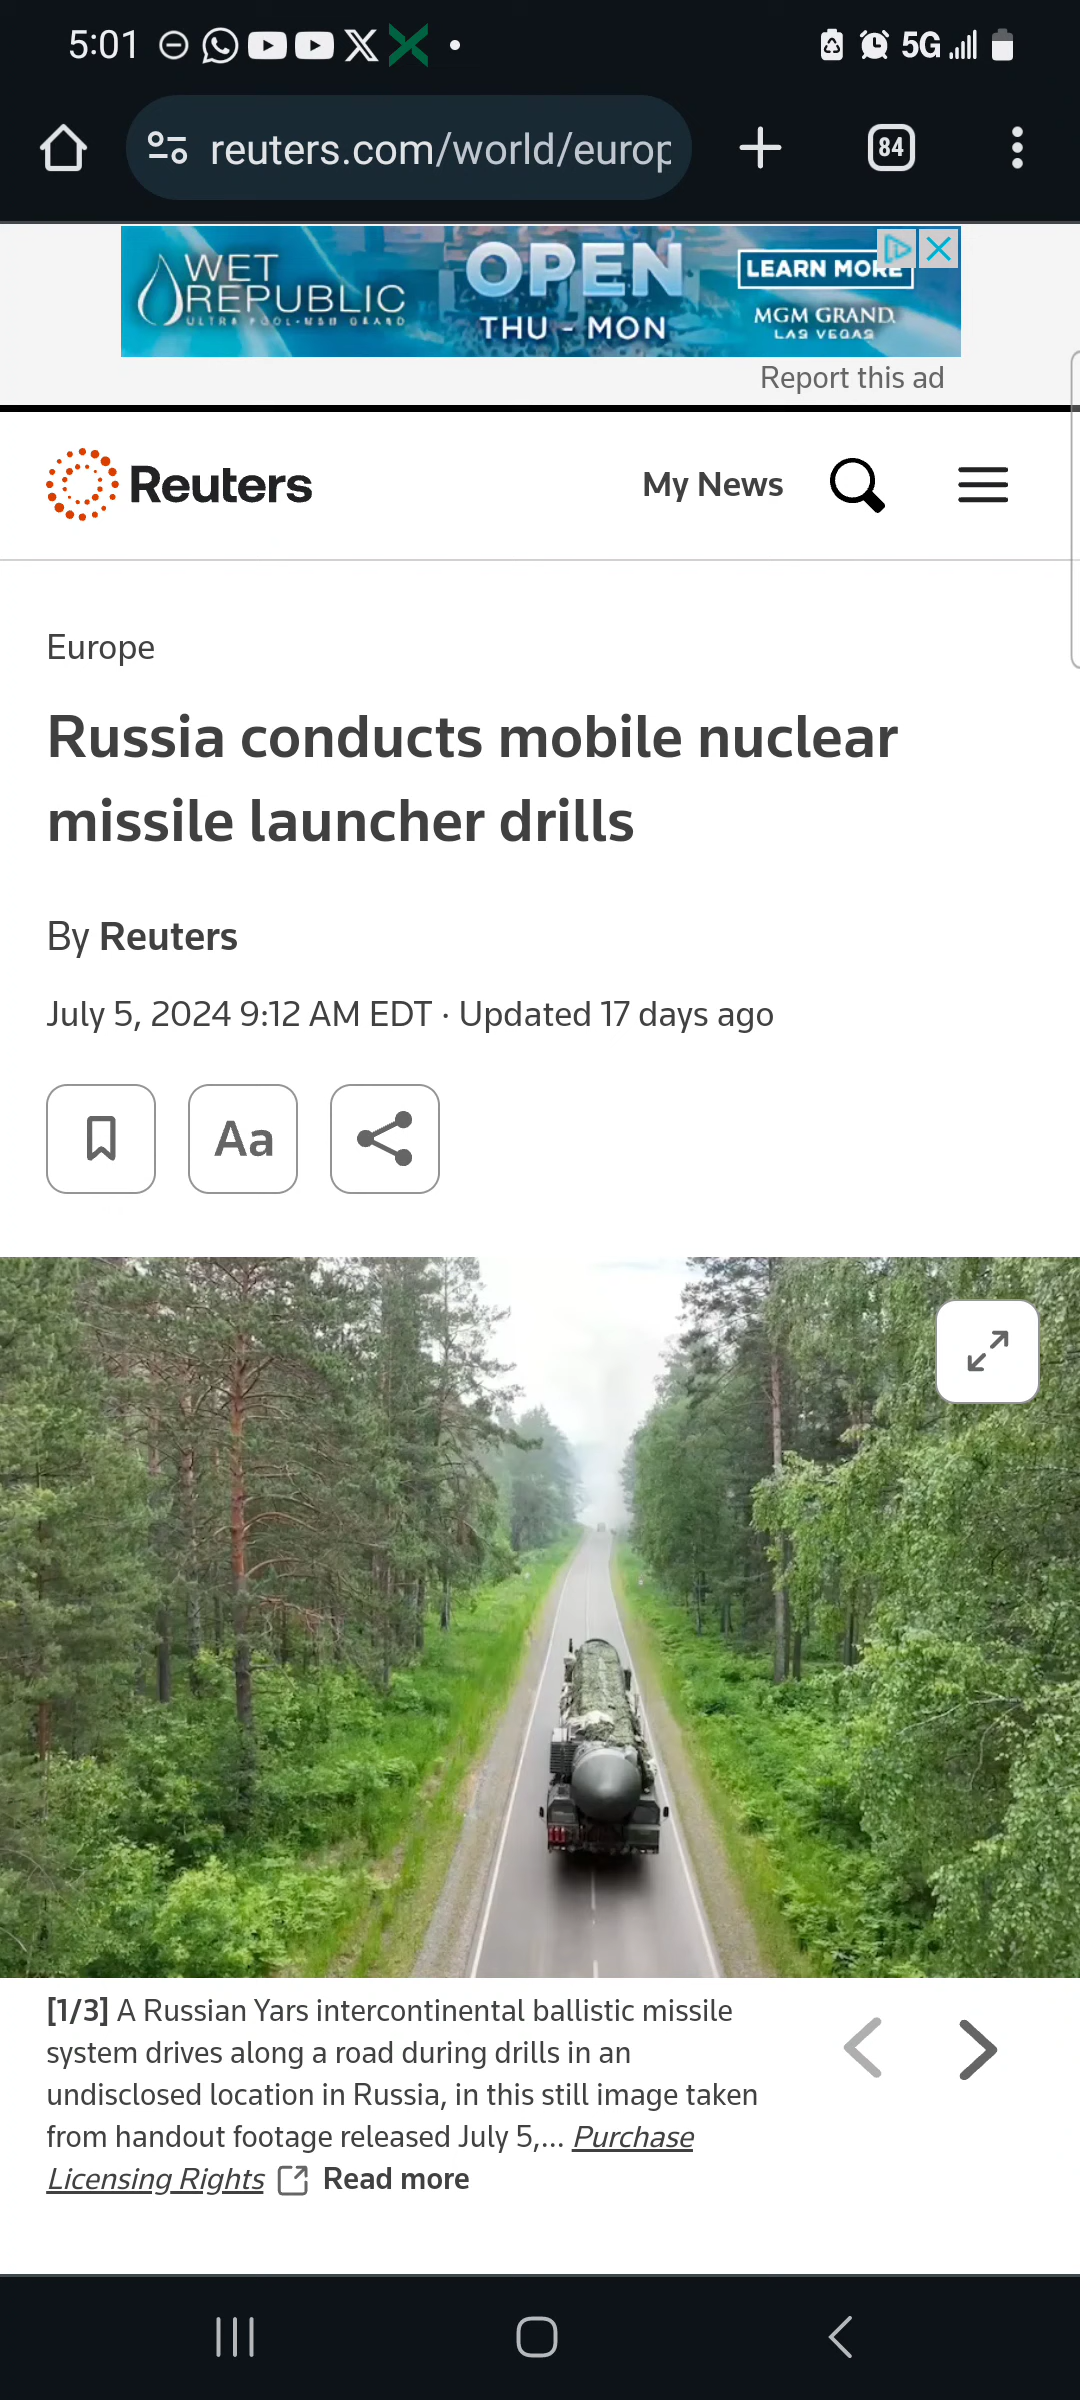 5:01 5G
reuters.com/world/europ 84
WET REPUBLIC
ULTRA POOL-MGM GRAND
OPEN
THU - MON
LEARN MORE
MGM GRAND
LAS VEGAS
Report this ad
Reuters My News
Europe
Russia conducts mobile nuclear
missile launcher drills
By Reuters
July 5, 2024 9:12 AM EDT · Updated 17 days ago
Aa
[1/3] A Russian Yars intercontinental ballistic missile
system drives along a road during drills in an
undisclosed location in Russia, in this still image taken
from handout footage released July 5,... Purchase
Licensing Rights Read more